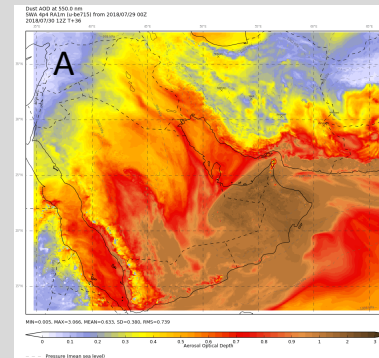 Dust AOD at 550.0 nm
SWA 4p4 RA1m (u-be715) from 2018/07/29 00Z
2018/07/30 12Z T+36
A
MIN=0.005, MAX=3.066, MEAN=0.633, SD=0.380, RMS=0.739
0 0.1 0.2 0.3 0.4 0.5 0.6 0.7 0.8 0.9 1 2 3
Aerosol Optical Depth
Pressure (mean sea level)